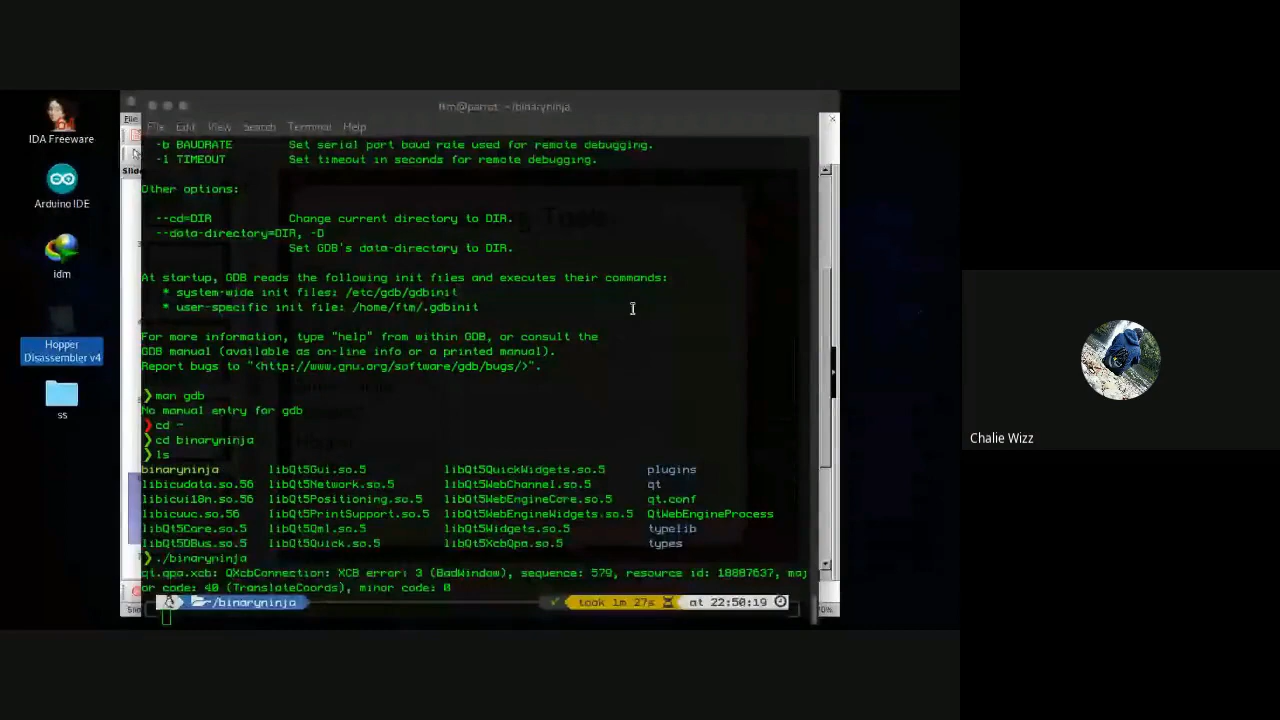 ftm@parrot: ~/binaryninja
File Edit View Search Terminal Help
File
-b BAUDRATE Set serial port baud rate used for remote debugging.
-l TIMEOUT Set timeout in seconds for remote debugging.
Other options:
--cd=DIR Change current directory to DIR.
--data-directory=DIR, -D
Set GDB's data-directory to DIR.
At startup, GDB reads the following init files and executes their commands:
* system-wide init files: /etc/gdb/gdbinit
* user-specific init file: /home/ftm/.gdbinit
For more information, type "help" from within GDB, or consult the
GDB manual (available as on-line info or a printed manual).
Report bugs to "<http://www.gnu.org/software/gdb/bugs/>".
❯ man gdb
No manual entry for gdb
❯ cd ~
❯ cd binaryninja
❯ ls
binaryninja libQt5Gui.so.5 libQt5QuickWidgets.so.5 plugins
libicudata.so.56 libQt5Network.so.5 libQt5WebChannel.so.5 qt
libicui18n.so.56 libQt5Positioning.so.5 libQt5WebEngineCore.so.5 qt.conf
libicuuc.so.56 libQt5PrintSupport.so.5 libQt5WebEngineWidgets.so.5 QtWebEngineProcess
libQt5Core.so.5 libQt5Qml.so.5 libQt5Widgets.so.5 typelib
libQt5DBus.so.5 libQt5Quick.so.5 libQt5XcbQpa.so.5 types
❯ ./binaryninja
qt.qpa.xcb: QXcbConnection: XCB error: 3 (BadWindow), sequence: 579, resource id: 18887637, maj
or code: 40 (TranslateCoords), minor code: 0
~/binaryninja ✓ took 1m 27s at 22:50:19
IDA Freeware
Arduino IDE
idm
Hopper
Disassembler v4
ss
Chalie Wizz